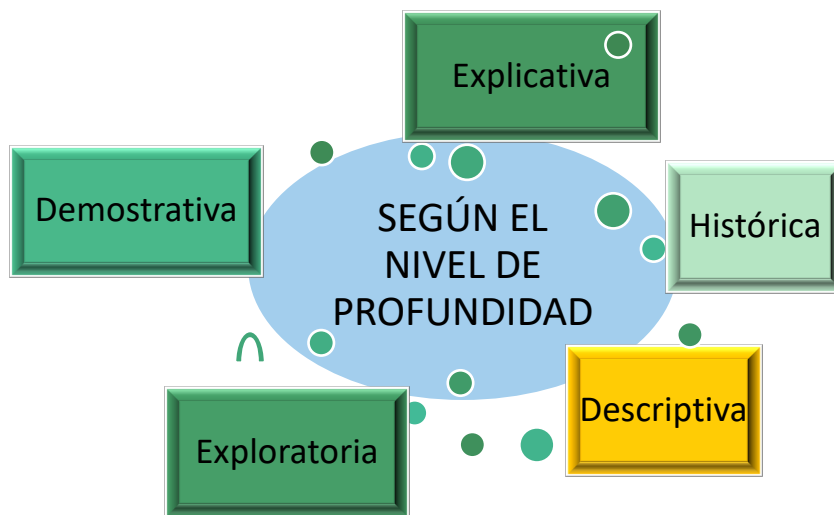 Explicativa
Demostrativa
SEGÚN EL
NIVEL DE
PROFUNDIDAD
Histórica
Descriptiva
Exploratoria